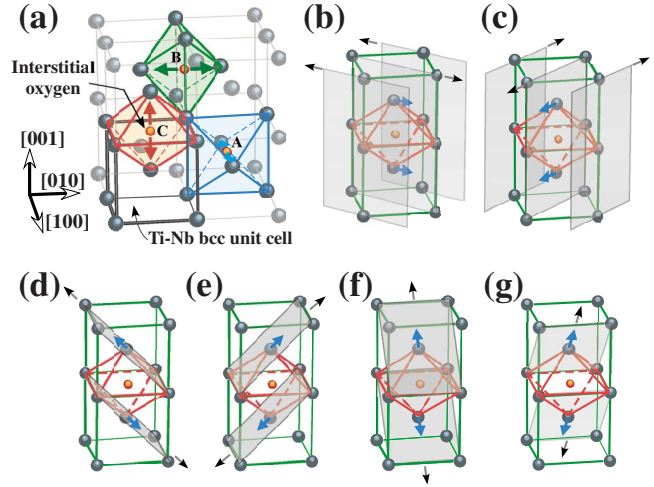 (a)
(b)
(c)
Interstitial
oxygen
B
C
A
[001]
[010]
[100]
Ti-Nb bcc unit cell
(d)
(e)
(f)
(g)